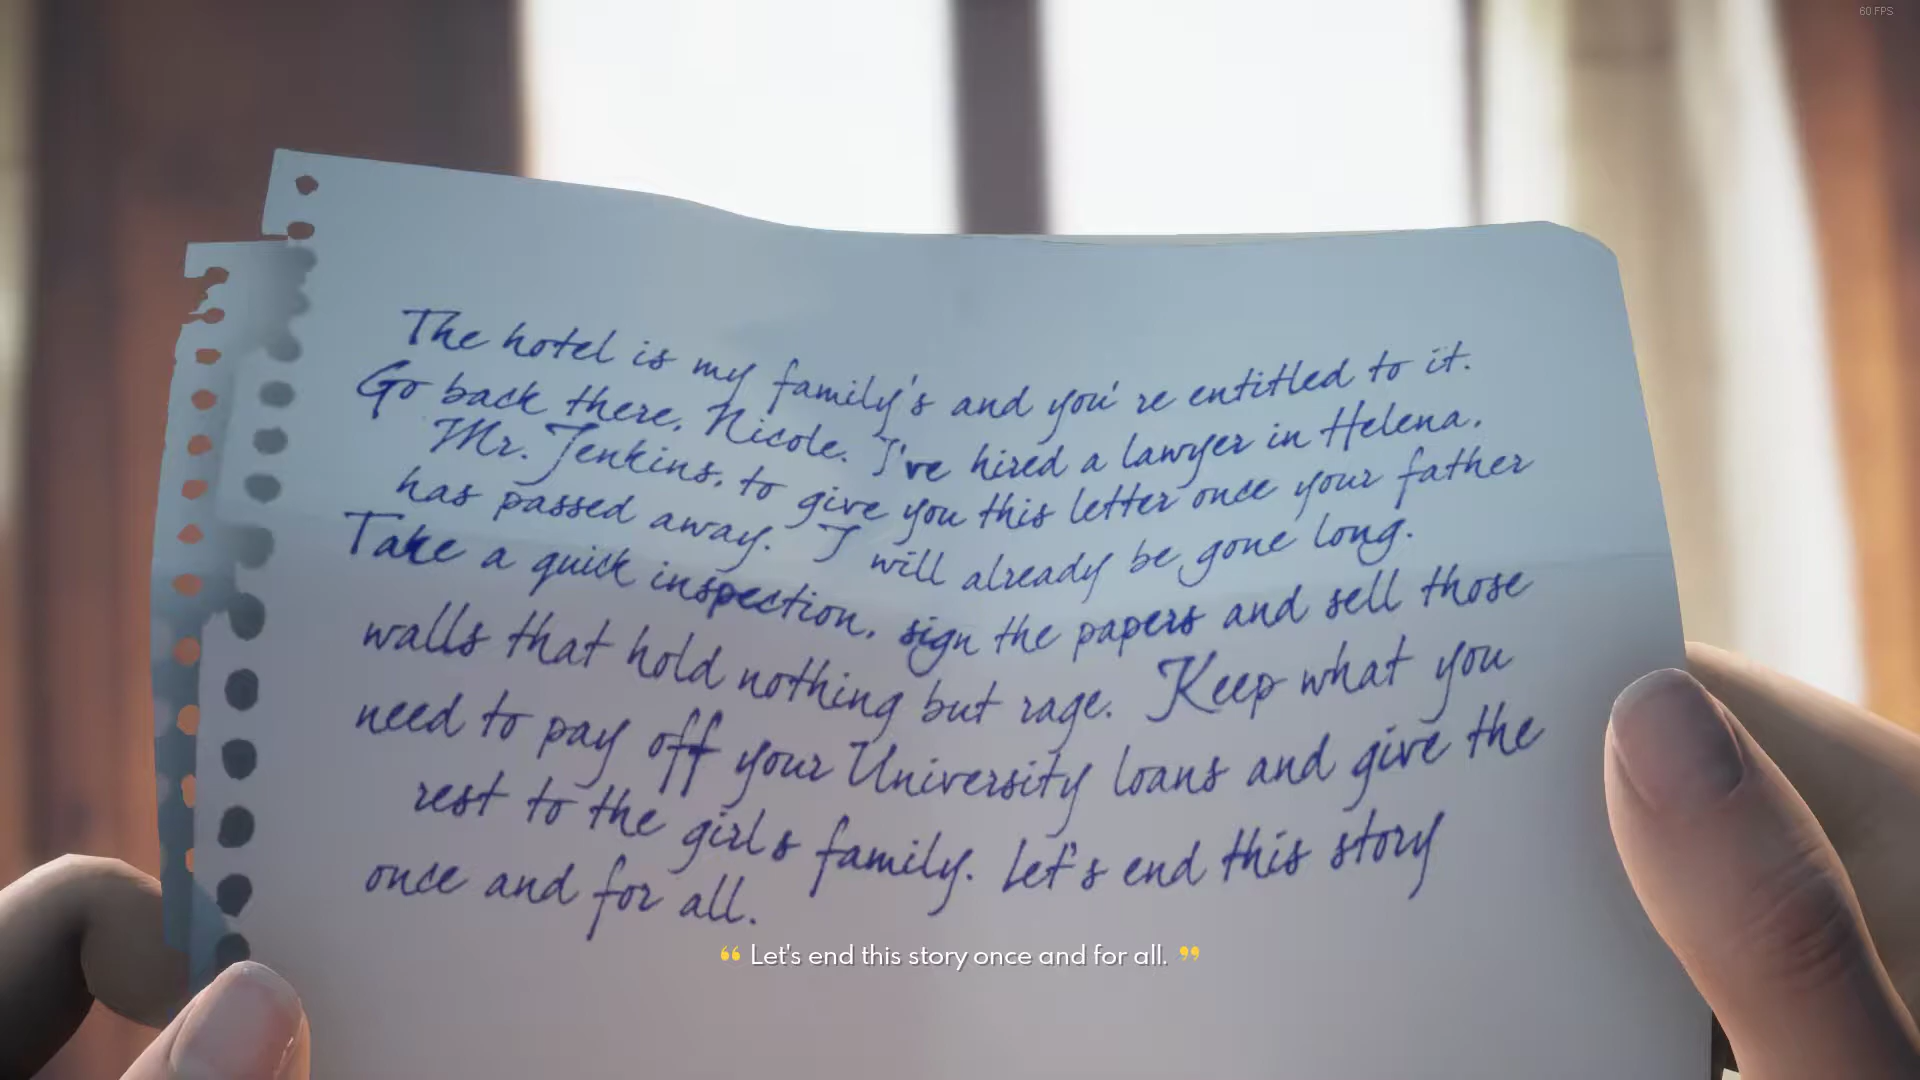 60 FPS
The hotel is my family's and you're entitled to it.
Go back there, Nicole. I've hired a lawyer in Helena,
Mr. Jenkins, to give you this letter once your father
has passed away. I will already be gone long.
Take a quick inspection, sign the papers and sell those
walls that hold nothing but rage. Keep what you
need to pay off your University loans and give the
rest to the girls family. Let's end this story
once and for all.
“ Let's end this story once and for all. ”